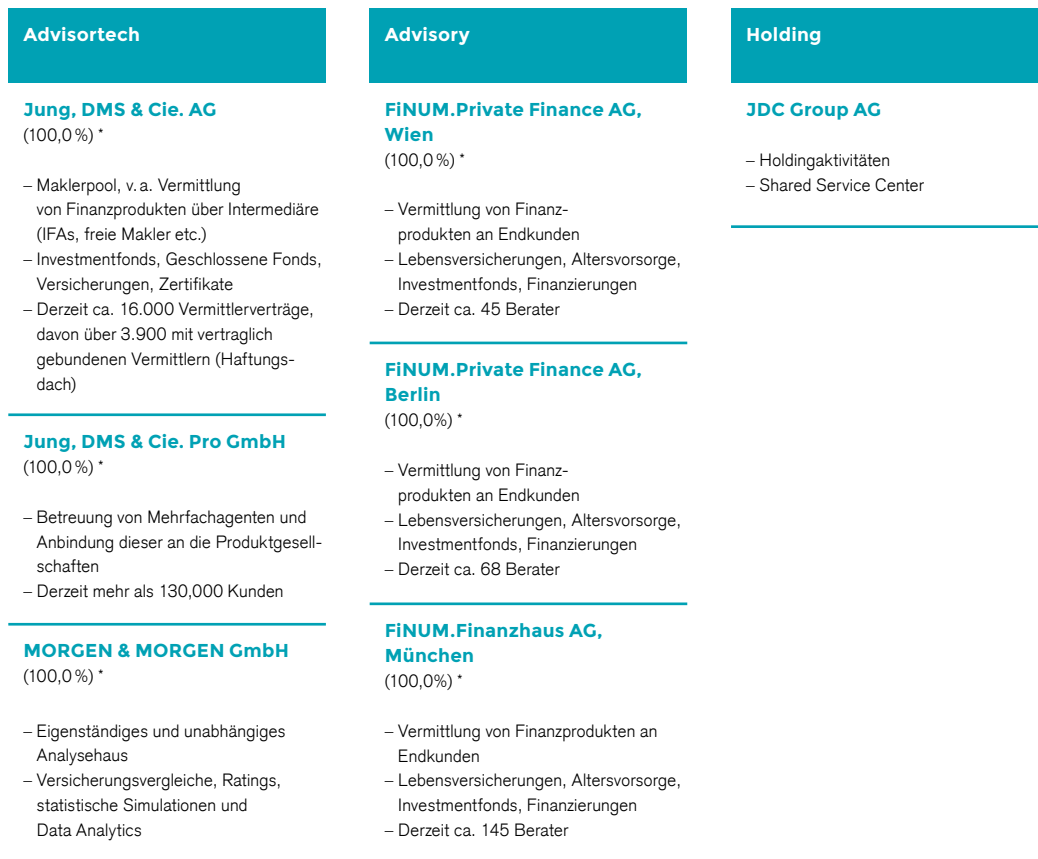 Advisortech
Jung, DMS & Cie. AG
(100,0 %) *
– Maklerpool, v. a. Vermittlung
von Finanzprodukten über Intermediäre
(IFAs, freie Makler etc.)
– Investmentfonds, Geschlossene Fonds,
Versicherungen, Zertifikate
– Derzeit ca. 16.000 Vermittlerverträge,
davon über 3.900 mit vertraglich
gebundenen Vermittlern (Haftungs-
dach)
Jung, DMS & Cie. Pro GmbH
(100,0 %) *
– Betreuung von Mehrfachagenten und
Anbindung dieser an die Produktgesell-
schaften
– Derzeit mehr als 130,000 Kunden
MORGEN & MORGEN GmbH
(100,0 %) *
– Eigenständiges und unabhängiges
Analysehaus
– Versicherungsvergleiche, Ratings,
statistische Simulationen und
Data Analytics
Advisory
FiNUM.Private Finance AG,
Wien
(100,0 %) *
– Vermittlung von Finanz-
produkten an Endkunden
– Lebensversicherungen, Altersvorsorge,
Investmentfonds, Finanzierungen
– Derzeit ca. 45 Berater
FiNUM.Private Finance AG,
Berlin
(100,0%) *
– Vermittlung von Finanz-
produkten an Endkunden
– Lebensversicherungen, Altersvorsorge,
Investmentfonds, Finanzierungen
– Derzeit ca. 68 Berater
FiNUM.Finanzhaus AG,
München
(100,0%) *
– Vermittlung von Finanzprodukten an
Endkunden
– Lebensversicherungen, Altersvorsorge,
Investmentfonds, Finanzierungen
– Derzeit ca. 145 Berater
Holding
JDC Group AG
– Holdingaktivitäten
– Shared Service Center